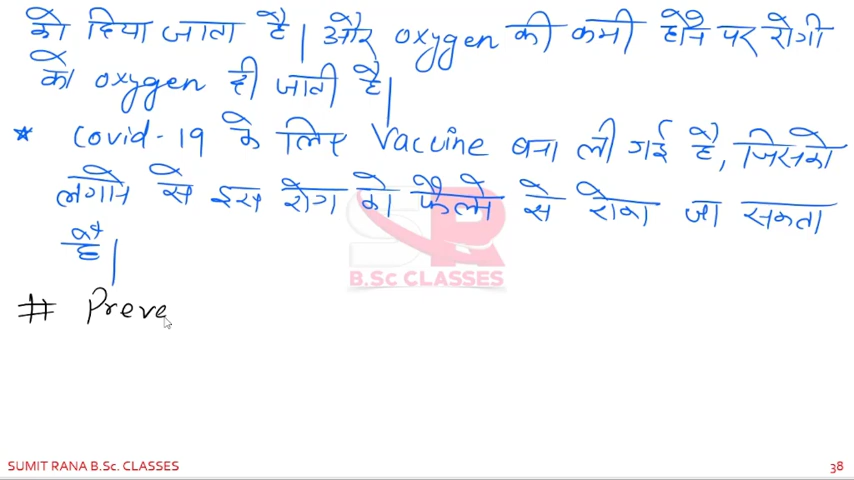 को दिया जाता है| और oxygen की कमी होने पर रोगी
को oxygen दी जाती है|
* Covid-19 के लिए Vaccine बना ली गई है, जिसको
लगाने से इस रोग को फैलने से रोका जा सकता
है|
B.Sc CLASSES
# Preve
SUMIT RANA B.Sc. CLASSES
38